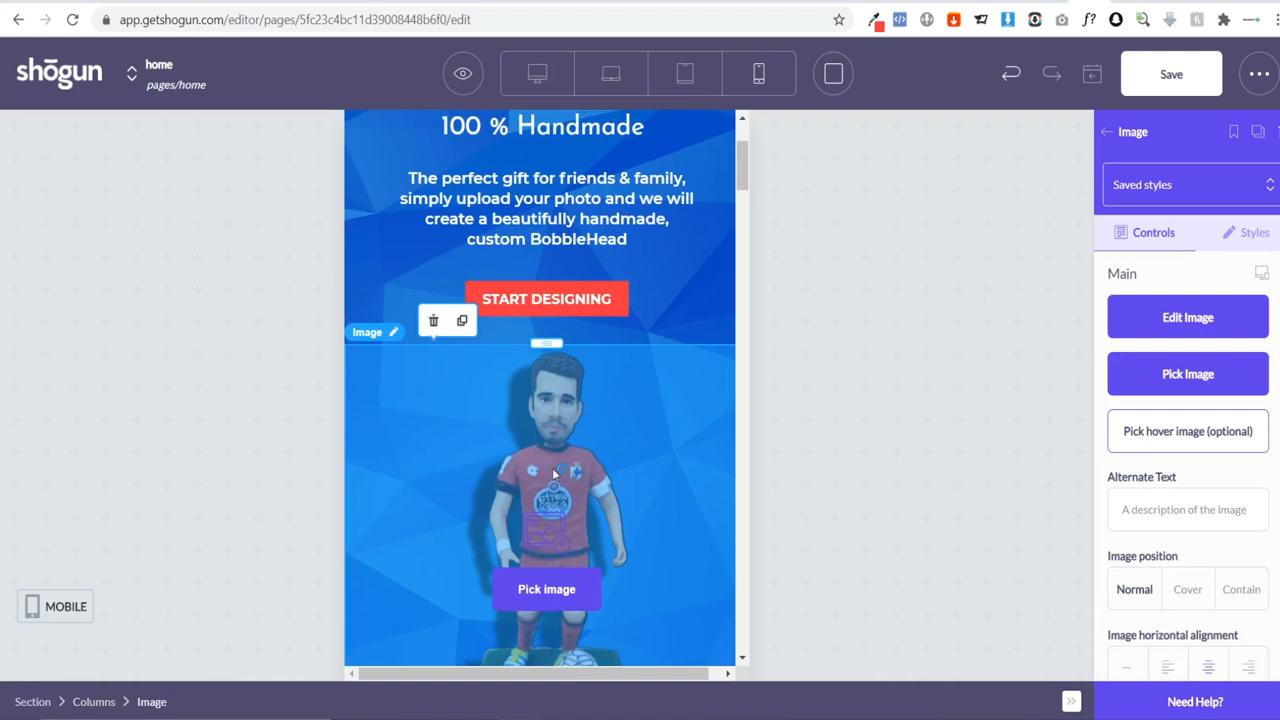 app.getshogun.com/editor/pages/5fc23c4bc11d39008448b6f0/edit
f?
shōgun
home
pages/home
Save
100 % Handmade
The perfect gift for friends & family,
simply upload your photo and we will
create a beautifully handmade,
custom BobbleHead
START DESIGNING
Image
Pick image
MOBILE
Image
Saved styles
Controls
Styles
Main
Edit Image
Pick Image
Pick hover image (optional)
Alternate Text
A description of the image
Image position
Normal
Cover
Contain
Image horizontal alignment
...
Section
Columns
Image
Need Help?